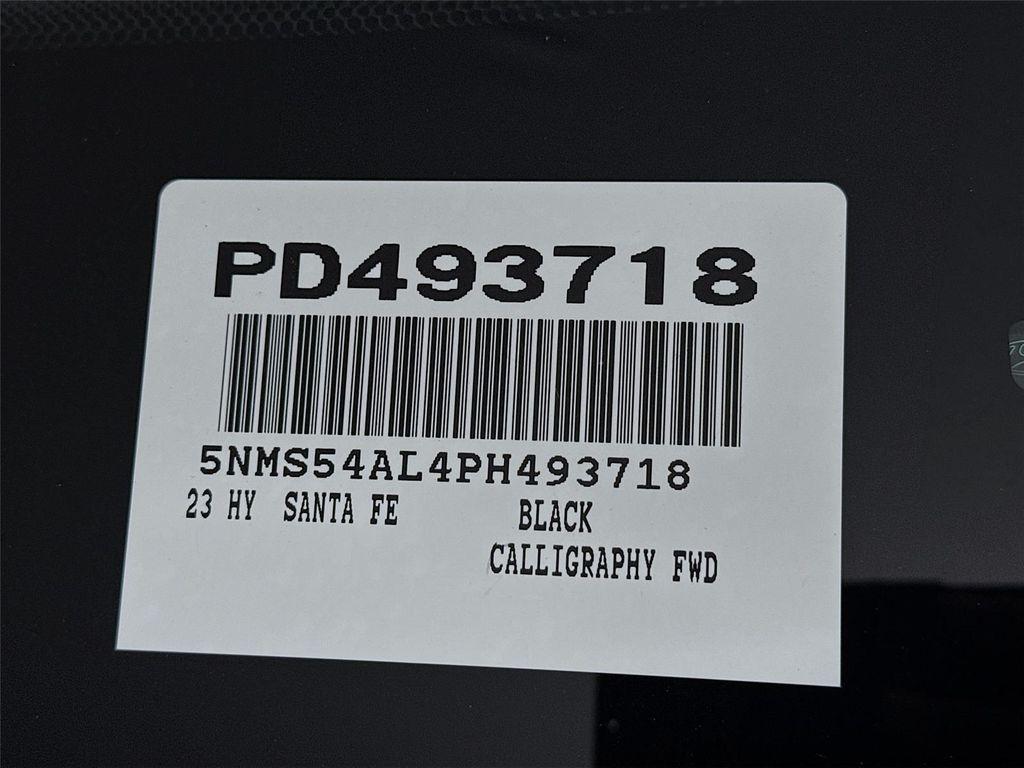 PD493718
5NMS54AL4PH493718
23 HY SANTA FE BLACK
CALLIGRAPHY FWD